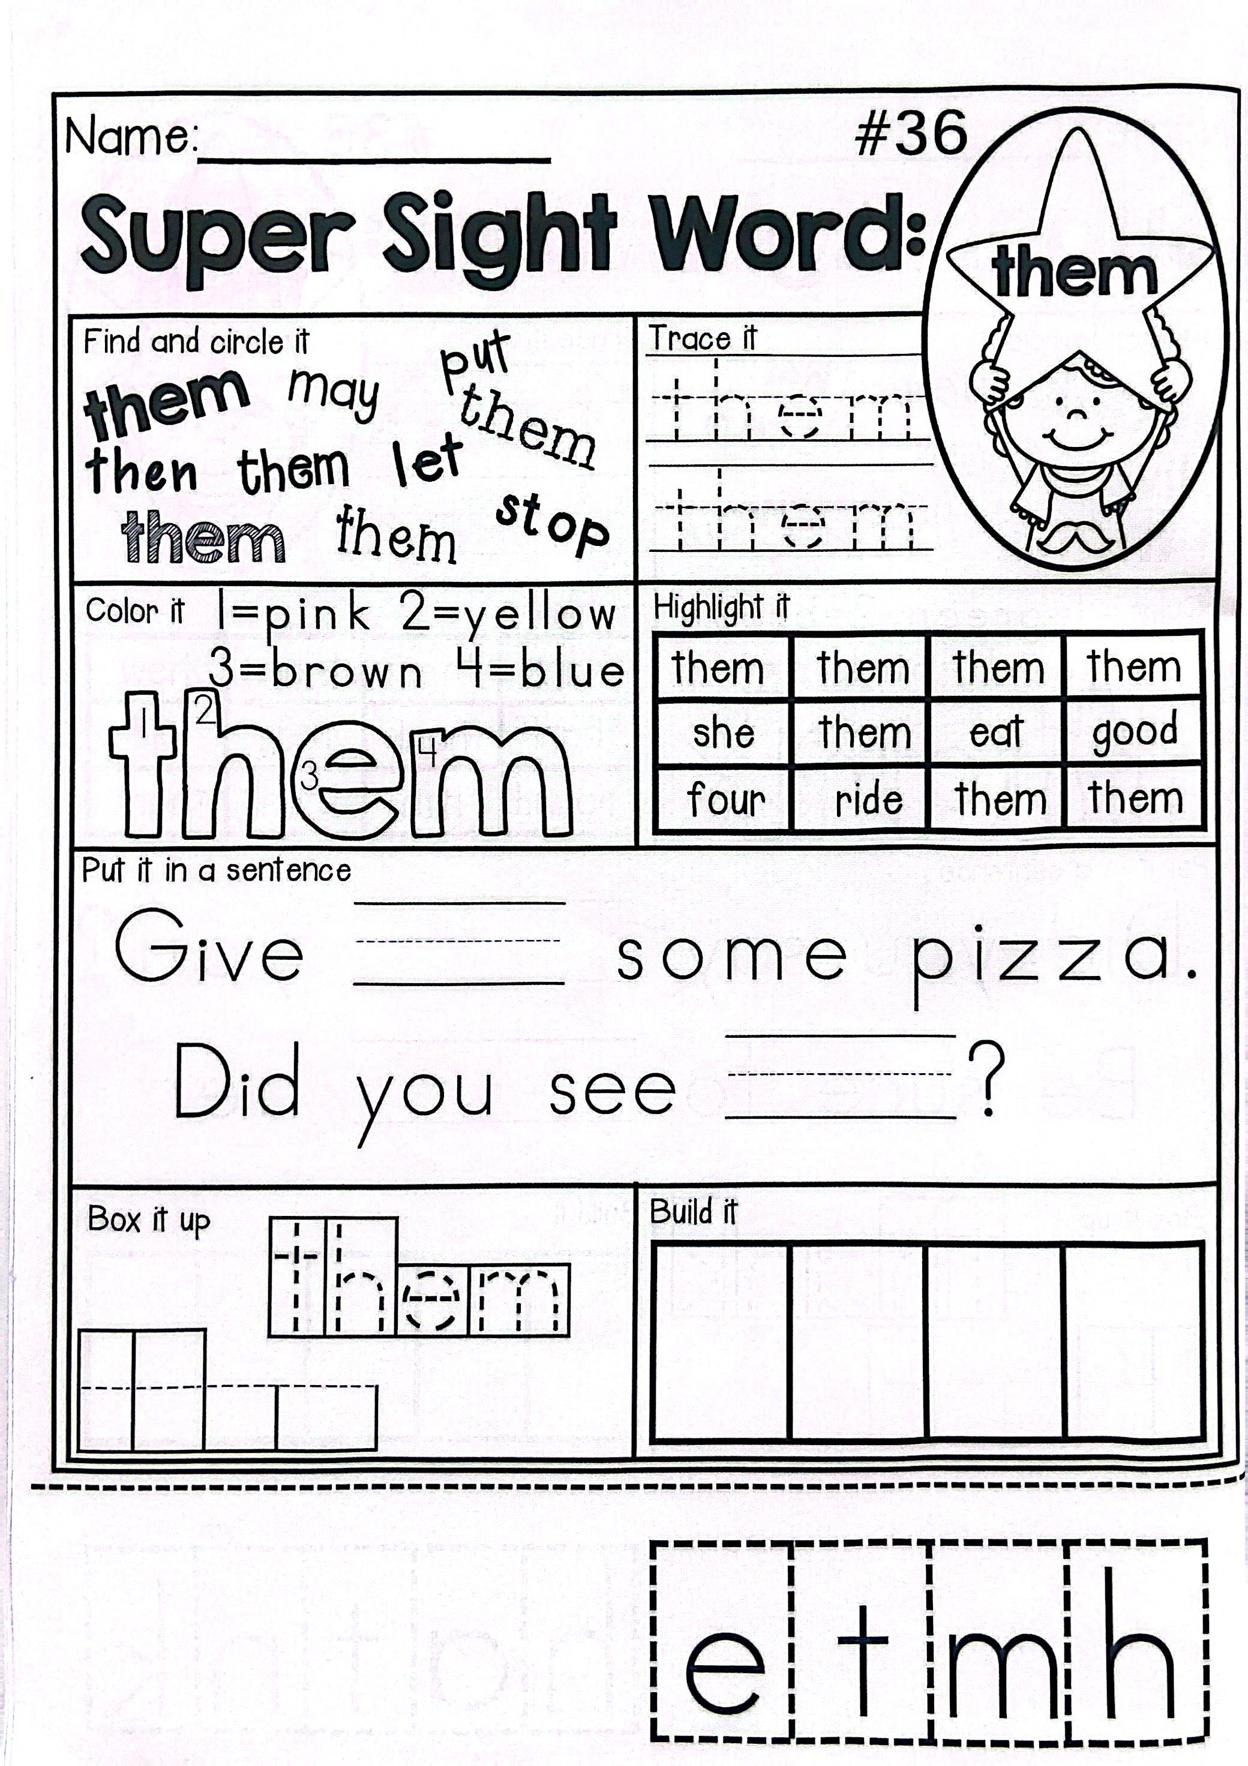 Name:
#36
Super Sight Word:
them
Find and circle it
put
them may
them
then them let
them them stop
Trace it
them
them
Color it 1=pink 2=yellow
3=brown 4=blue
1 2 3 4
them
Highlight it
them them them them
she them eat good
four ride them them
Put it in a sentence
Give some pizza.
Did you see ?
Box it up
them
Build it
e t m h